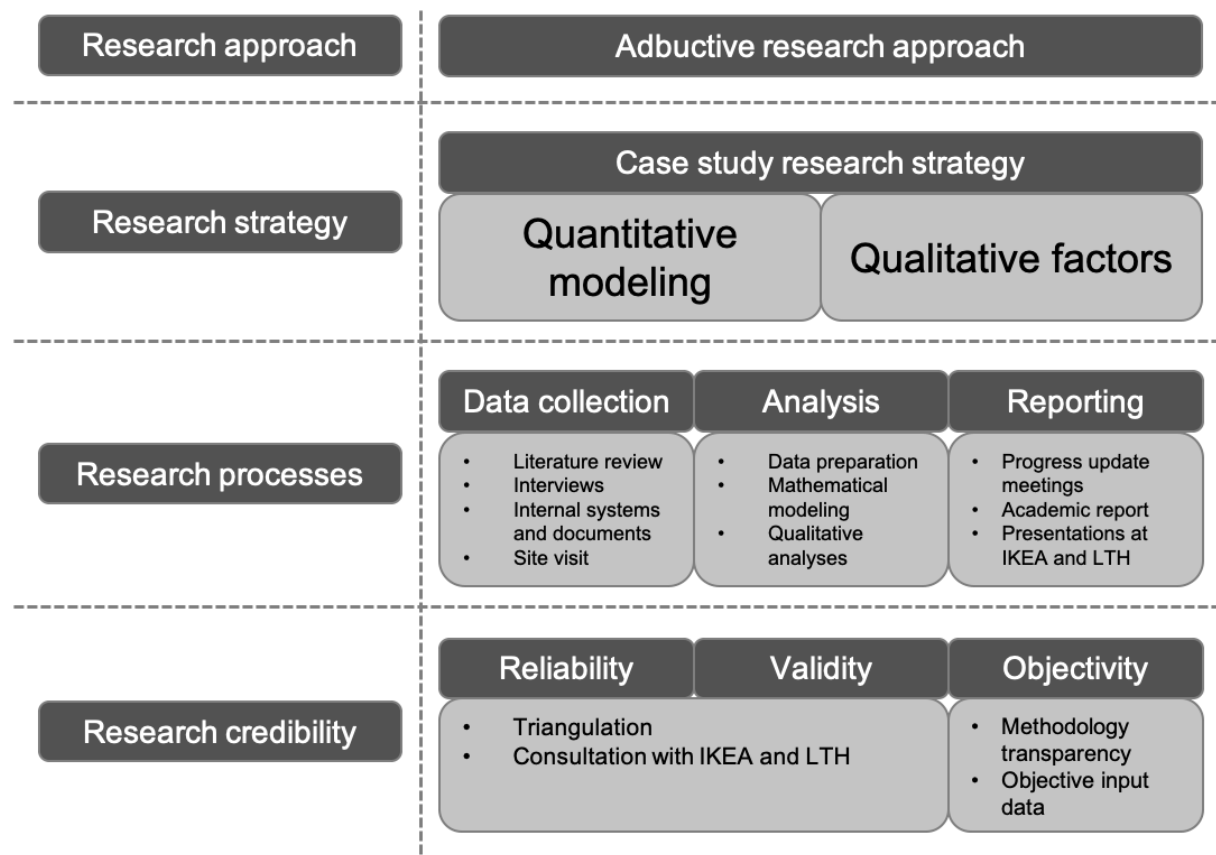 Research approach
Adbuctive research approach
Research strategy
Case study research strategy
Quantitative
modeling
Qualitative factors
Research processes
Data collection
• Literature review
• Interviews
• Internal systems
and documents
• Site visit
Analysis
• Data preparation
• Mathematical
modeling
• Qualitative
analyses
Reporting
• Progress update
meetings
• Academic report
• Presentations at
IKEA and LTH
Research credibility
Reliability
Validity
• Triangulation
• Consultation with IKEA and LTH
Objectivity
• Methodology
transparency
• Objective input
data